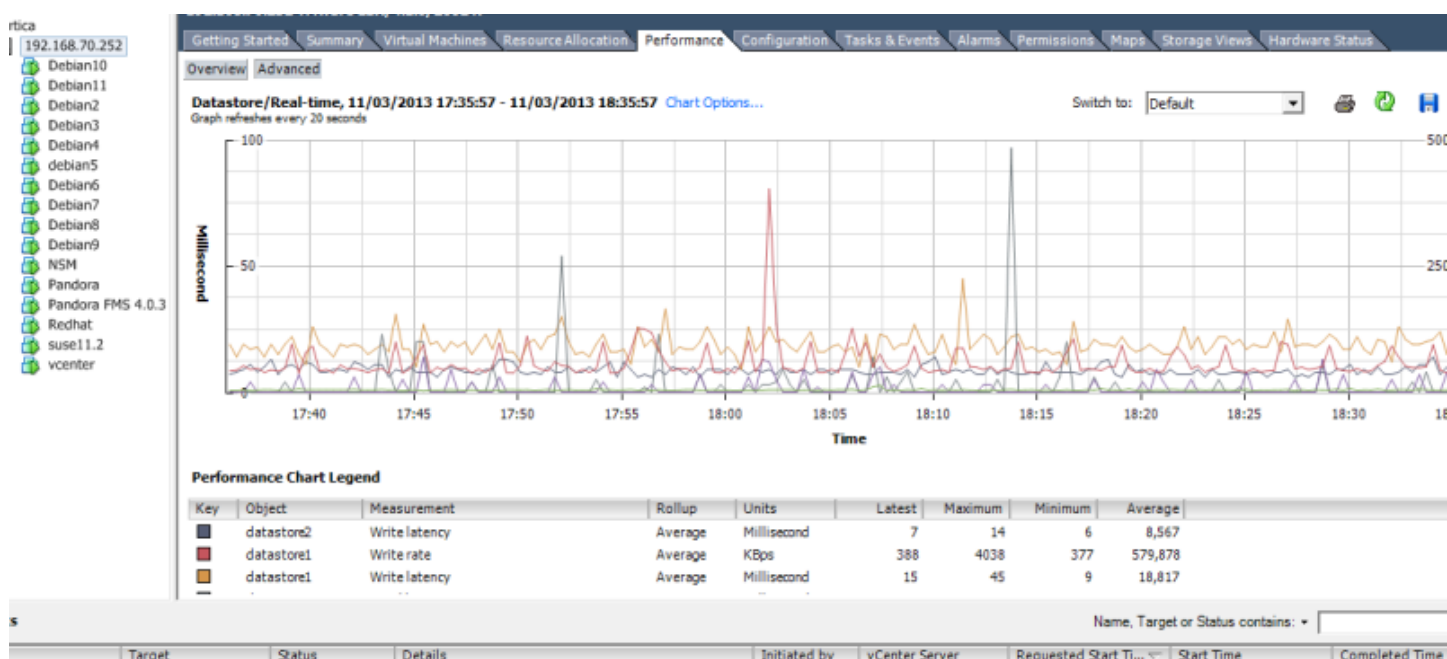 rtica
192.168.70.252
Debian10
Debian11
Debian2
Debian3
Debian4
debian5
Debian6
Debian7
Debian8
Debian9
NSM
Pandora
Pandora FMS 4.0.3
Redhat
suse11.2
vcenter
Getting Started Summary Virtual Machines Resource Allocation Performance Configuration Tasks & Events Alarms Permissions Maps Storage Views Hardware Status
Overview Advanced
Datastore/Real-time, 11/03/2013 17:35:57 - 11/03/2013 18:35:57 Chart Options... Switch to: Default
Graph refreshes every 20 seconds
100 500
Millisecond
50 250
0
17:40 17:45 17:50 17:55 18:00 18:05 18:10 18:15 18:20 18:25 18:30 18
Time
Performance Chart Legend
Key Object Measurement Rollup Units Latest Maximum Minimum Average
datastore2 Write latency Average Millisecond 7 14 6 8,567
datastore1 Write rate Average KBps 388 4038 377 579,878
datastore1 Write latency Average Millisecond 15 45 9 18,817
s Name, Target or Status contains:
Target Status Details Initiated by vCenter Server Requested Start Ti... Start Time Completed Time